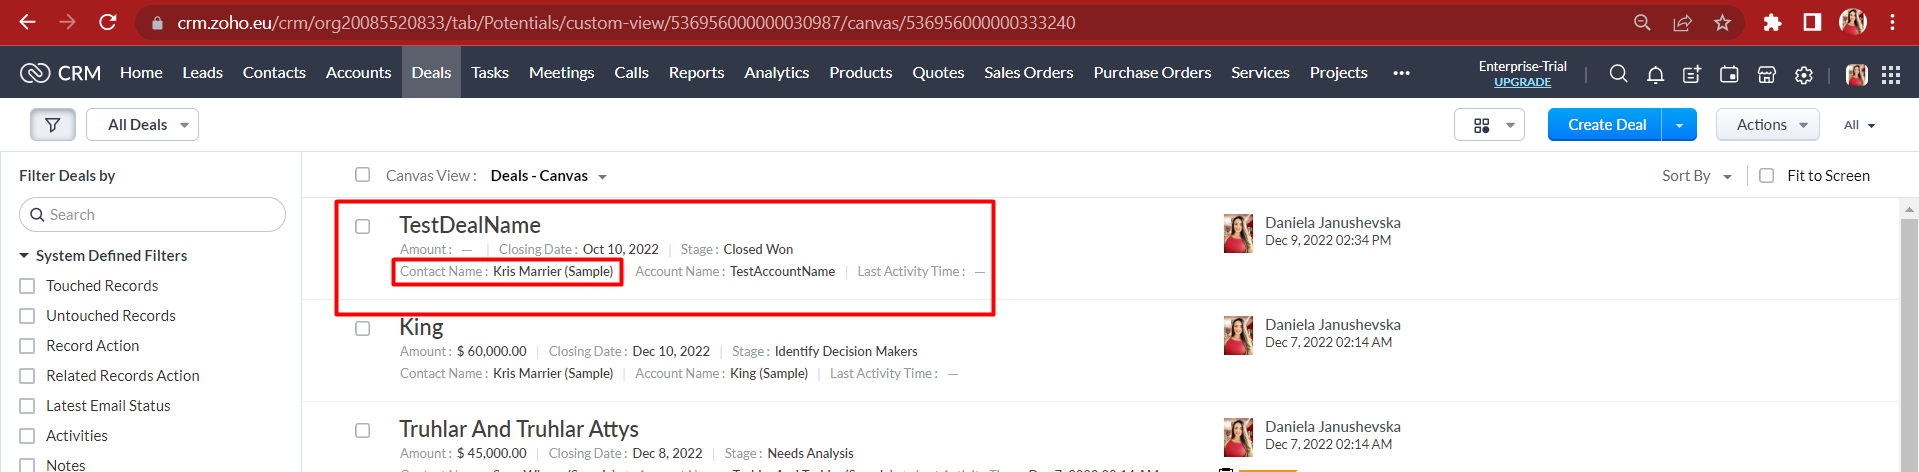 crm.zoho.eu/crm/org20085520833/tab/Potentials/custom-view/536956000000030987/canvas/536956000000333240
CRM Home Leads Contacts Accounts Deals Tasks Meetings Calls Reports Analytics Products Quotes Sales Orders Purchase Orders Services Projects ••• Enterprise-Trial
UPGRADE
All Deals Create Deal Actions All
Filter Deals by
Search
System Defined Filters
Touched Records
Untouched Records
Record Action
Related Records Action
Latest Email Status
Activities
Notes
Canvas View : Deals - Canvas Sort By Fit to Screen
TestDealName
Amount : — Closing Date : Oct 10, 2022 Stage : Closed Won
Contact Name : Kris Marrier (Sample) Account Name : TestAccountName Last Activity Time : —
Daniela Janushevska
Dec 9, 2022 02:34 PM
King
Amount : $ 60,000.00 Closing Date : Dec 10, 2022 Stage : Identify Decision Makers
Contact Name : Kris Marrier (Sample) Account Name : King (Sample) Last Activity Time : —
Daniela Janushevska
Dec 7, 2022 02:14 AM
Truhlar And Truhlar Attys
Amount : $ 45,000.00 Closing Date : Dec 8, 2022 Stage : Needs Analysis
Daniela Janushevska
Dec 7, 2022 02:14 AM